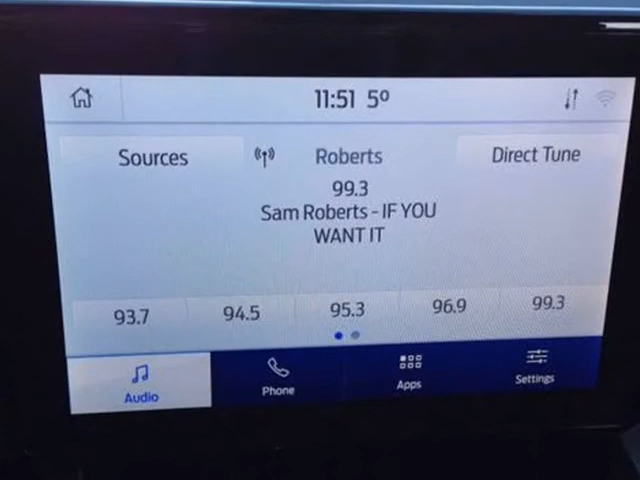 11:51 5º
Sources Roberts Direct Tune
99.3
Sam Roberts - IF YOU
WANT IT
93.7 94.5 95.3 96.9 99.3
Audio Phone Apps Settings